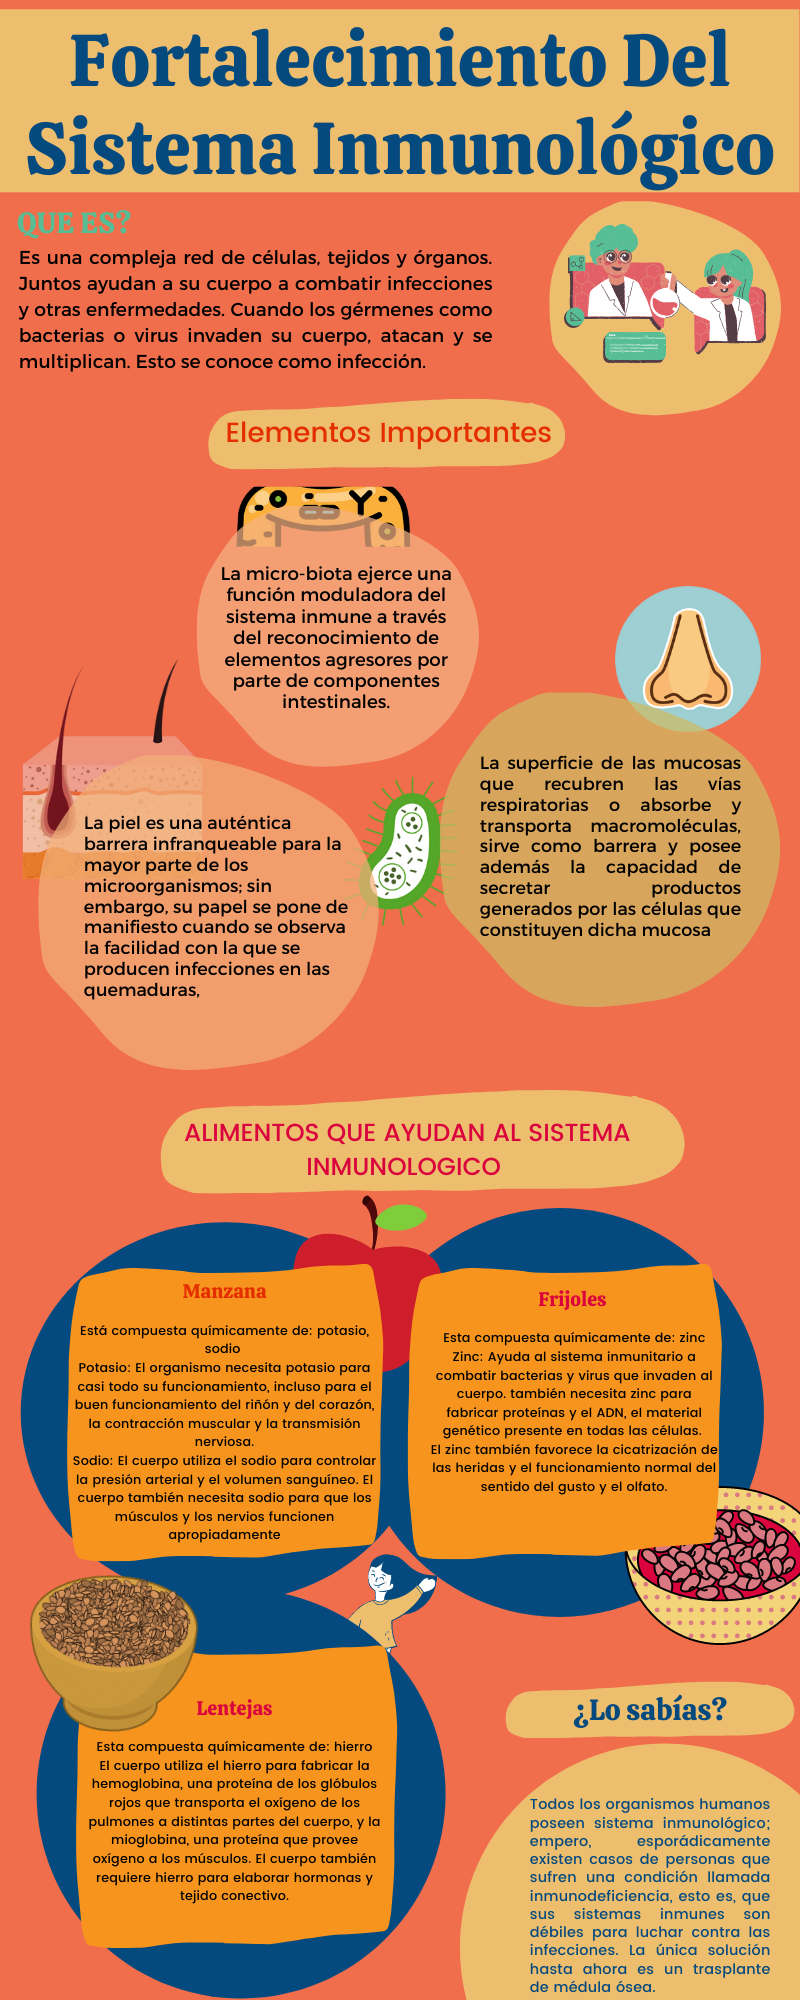 Fortalecimiento Del
Sistema Inmunológico
QUE ES?
Es una compleja red de células, tejidos y órganos.
Juntos ayudan a su cuerpo a combatir infecciones
y otras enfermedades. Cuando los gérmenes como
bacterias o virus invaden su cuerpo, atacan y se
multiplican. Esto se conoce como infección.
Elementos Importantes
La micro-biota ejerce una
función moduladora del
sistema inmune a través
del reconocimiento de
elementos agresores por
parte de componentes
intestinales.
La superficie de las mucosas
que recubren las vías
respiratorias o absorbe y
transporta macromoléculas,
sirve como barrera y posee
además la capacidad de
secretar productos
generados por las células que
constituyen dicha mucosa
La piel es una auténtica
barrera infranqueable para la
mayor parte de los
microorganismos; sin
embargo, su papel se pone de
manifiesto cuando se observa
la facilidad con la que se
producen infecciones en las
quemaduras,
ALIMENTOS QUE AYUDAN AL SISTEMA
INMUNOLOGICO
Manzana
Está compuesta químicamente de: potasio,
sodio
Potasio: El organismo necesita potasio para
casi todo su funcionamiento, incluso para el
buen funcionamiento del riñón y del corazón,
la contracción muscular y la transmisión
nerviosa.
Sodio: El cuerpo utiliza el sodio para controlar
la presión arterial y el volumen sanguíneo. El
cuerpo también necesita sodio para que los
músculos y los nervios funcionen
apropiadamente
Frijoles
Esta compuesta químicamente de: zinc
Zinc: Ayuda al sistema inmunitario a
combatir bacterias y virus que invaden al
cuerpo. también necesita zinc para
fabricar proteínas y el ADN, el material
genético presente en todas las células.
El zinc también favorece la cicatrización de
las heridas y el funcionamiento normal del
sentido del gusto y el olfato.
Lentejas
Esta compuesta químicamente de: hierro
El cuerpo utiliza el hierro para fabricar la
hemoglobina, una proteína de los glóbulos
rojos que transporta el oxígeno de los
pulmones a distintas partes del cuerpo, y la
mioglobina, una proteína que provee
oxígeno a los músculos. El cuerpo también
requiere hierro para elaborar hormonas y
tejido conectivo.
¿Lo sabías?
Todos los organismos humanos
poseen sistema inmunológico;
empero, esporádicamente
existen casos de personas que
sufren una condición llamada
inmunodeficiencia, esto es, que
sus sistemas inmunes son
débiles para luchar contra las
infecciones. La única solución
hasta ahora es un trasplante
de médula ósea.